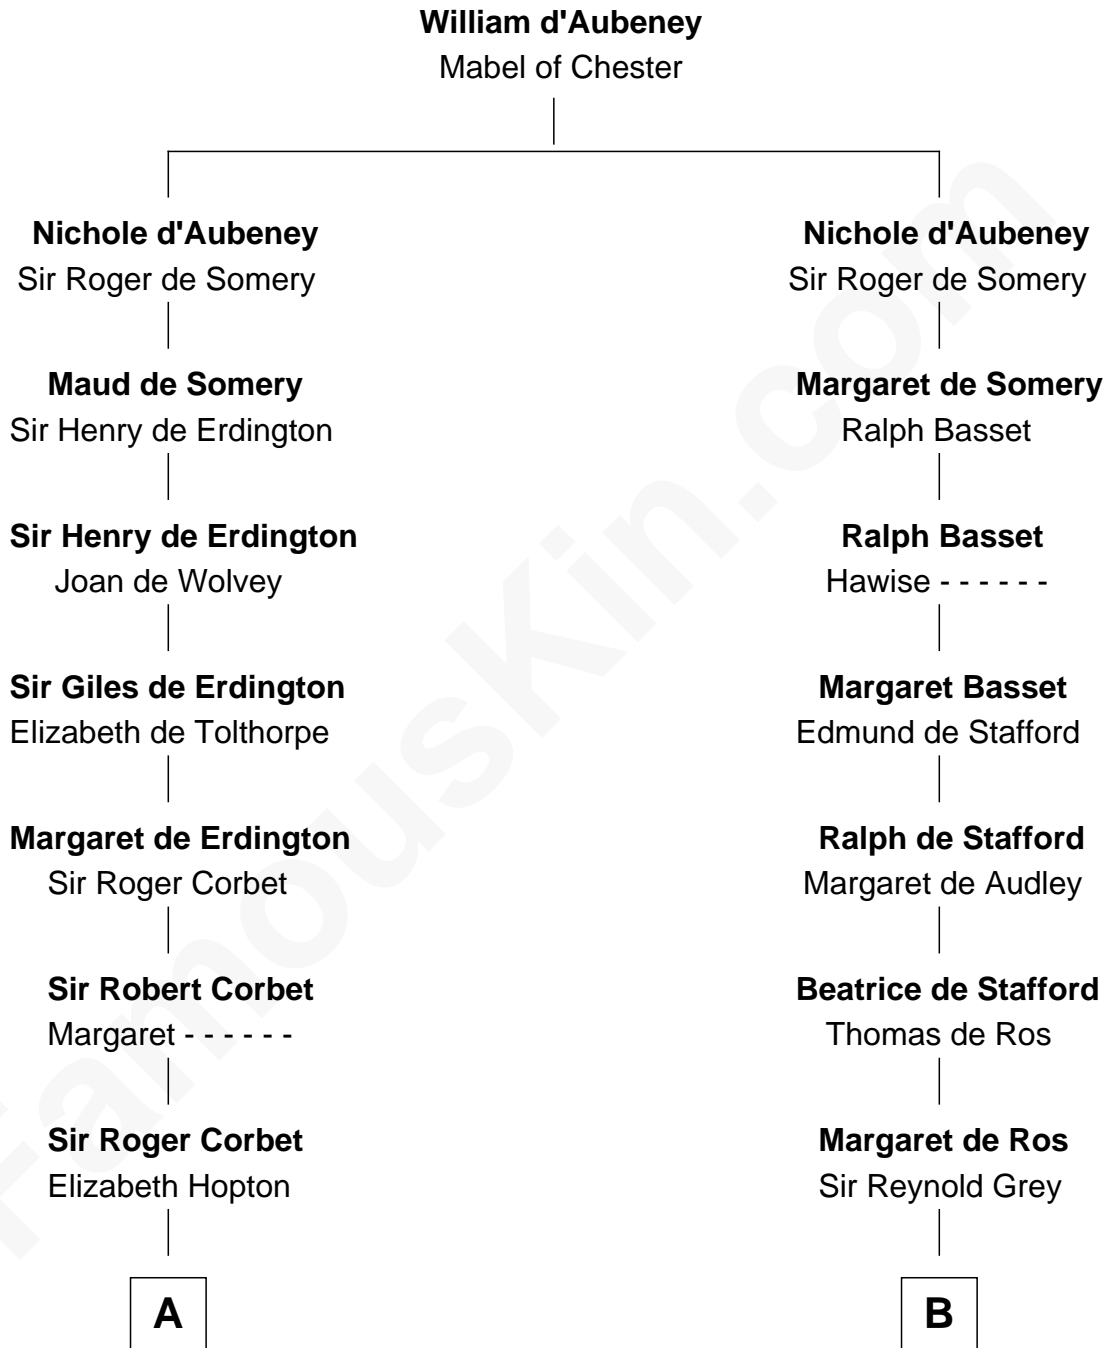 William d'Aubeney
Mabel of Chester
Nichole d'Aubeney
Sir Roger de Somery
Nichole d'Aubeney
Sir Roger de Somery
Maud de Somery
Sir Henry de Erdington
Margaret de Somery
Ralph Basset
Sir Henry de Erdington
Joan de Wolvey
Ralph Basset
Hawise - - - - - -
Sir Giles de Erdington
Elizabeth de Tolthorpe
Margaret Basset
Edmund de Stafford
Margaret de Erdington
Sir Roger Corbet
Ralph de Stafford
Margaret de Audley
Sir Robert Corbet
Margaret - - - - - -
Beatrice de Stafford
Thomas de Ros
Sir Roger Corbet
Elizabeth Hopton
Margaret de Ros
Sir Reynold Grey
A
B
FamousKin.com